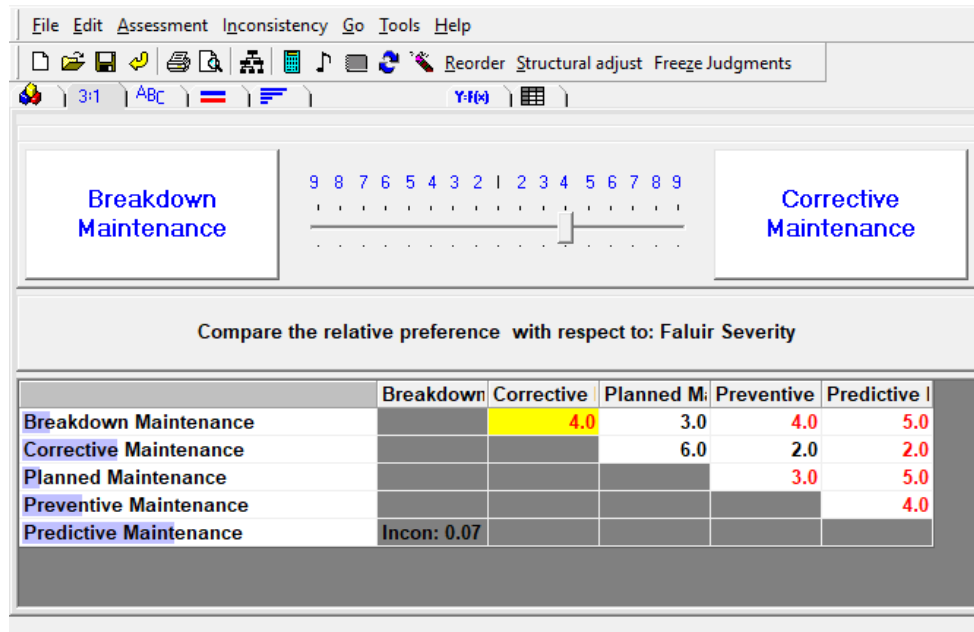 File Edit Assessment Inconsistency Go Tools Help
Reorder Structural adjust Freeze Judgments
3:1 ABC Y=F(x)
9 8 7 6 5 4 3 2 1 2 3 4 5 6 7 8 9
Breakdown
Maintenance
Corrective
Maintenance
Compare the relative preference with respect to: Faluir Severity
Breakdown Corrective Planned Ma Preventive Predictive
Breakdown Maintenance 4.0 3.0 4.0 5.0
Corrective Maintenance 6.0 2.0 2.0
Planned Maintenance 3.0 5.0
Preventive Maintenance 4.0
Predictive Maintenance Incon: 0.07